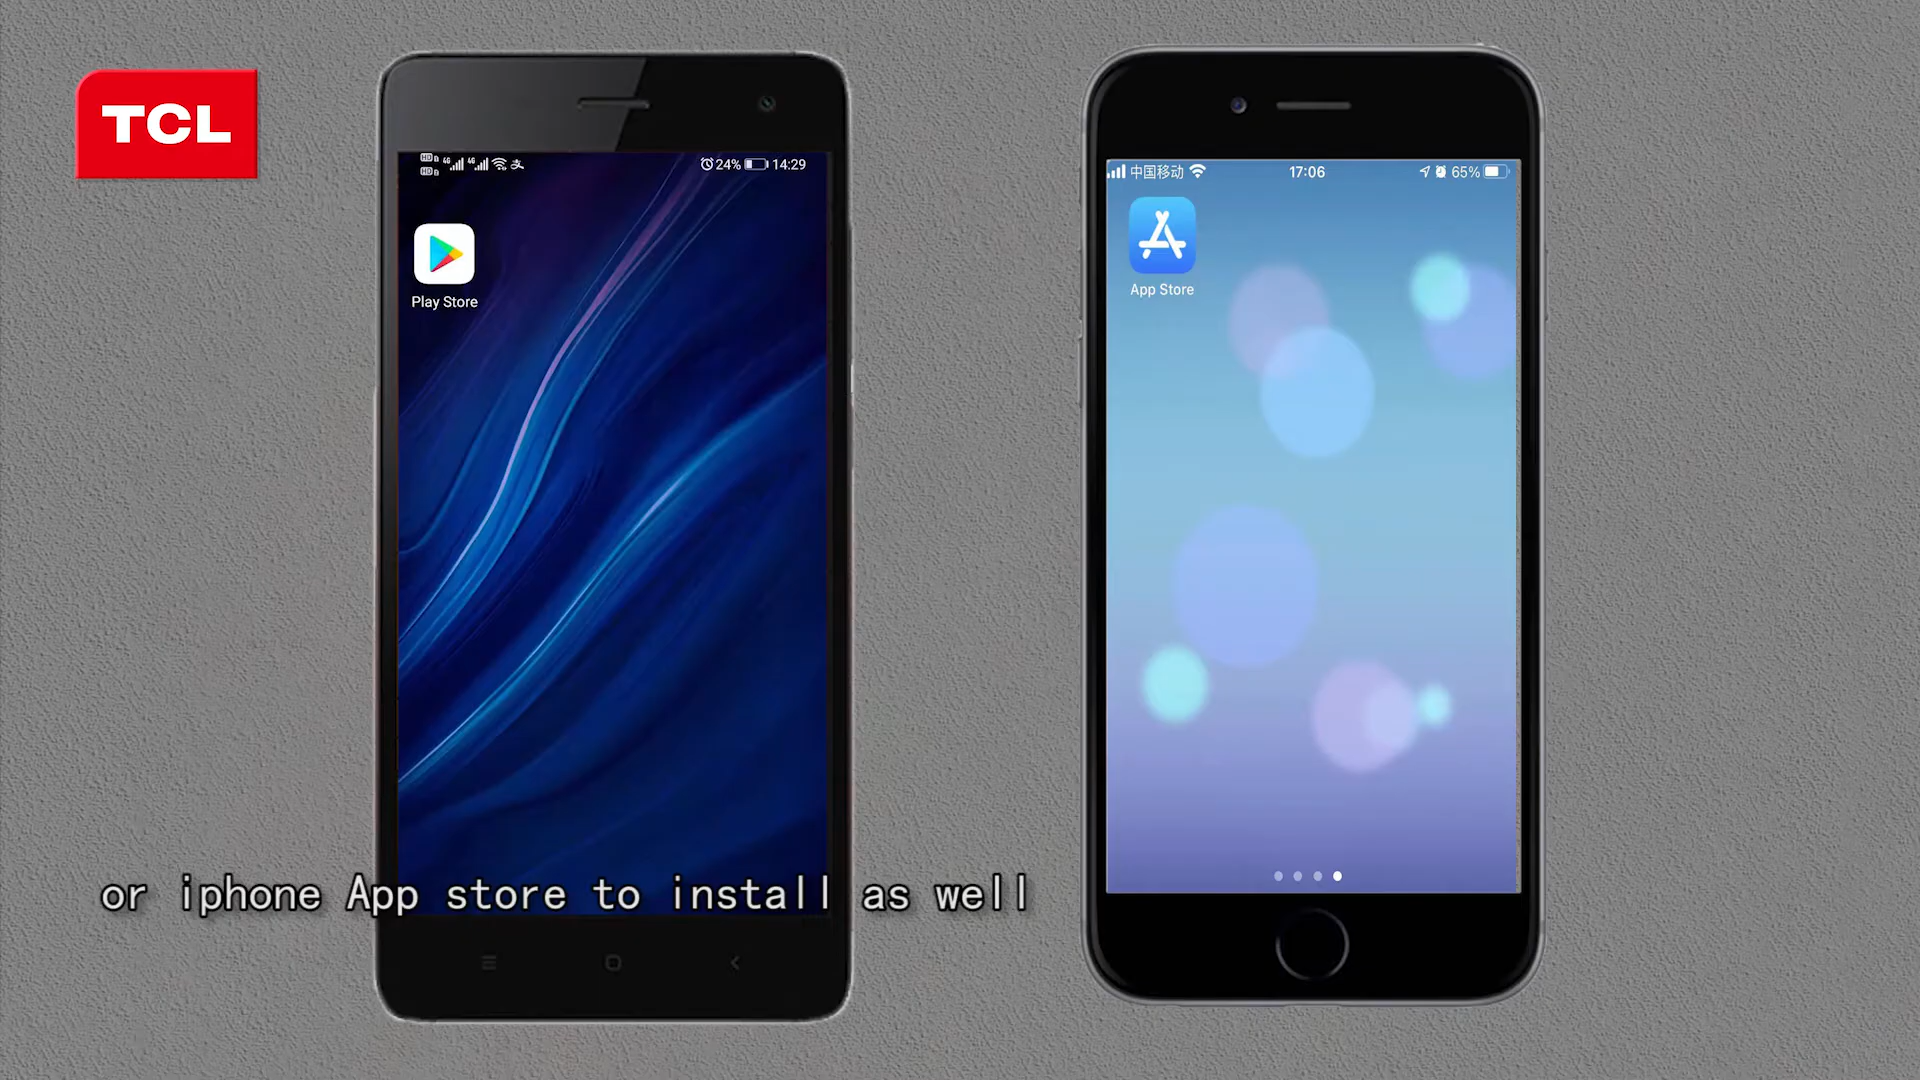 TCL
24% 14:29
Play Store
中国移动 17:06 65%
App Store
or iphone App store to install as well